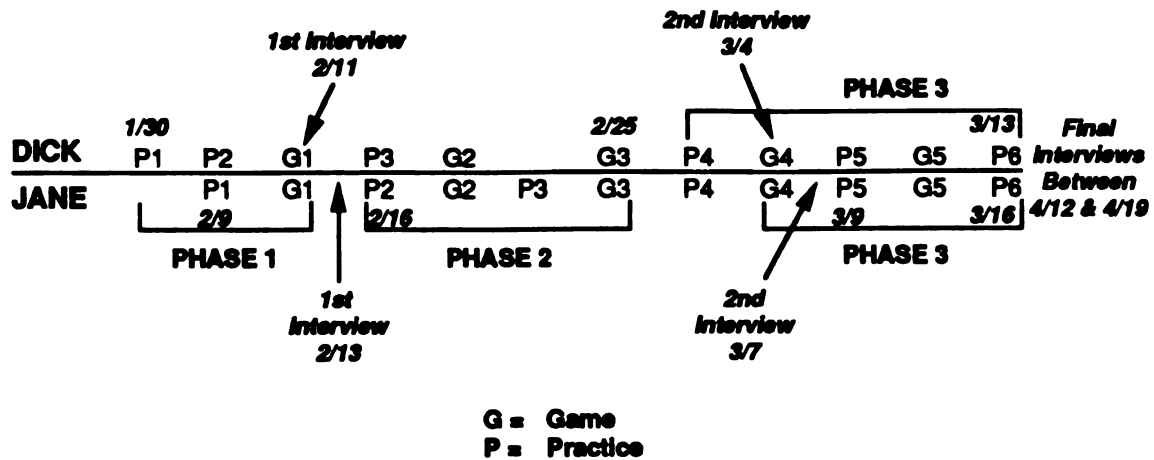 2nd Interview
3/4
1st Interview
2/11
PHASE 3
1/30 2/25 3/13
DICK P1 P2 G1 P3 G2 G3 P4 G4 P5 G5 P6
JANE P1 G1 P2 G2 P3 G3 P4 G4 P5 G5 P6
Final
Interviews
Between
4/12 & 4/19
2/9 2/16 3/9 3/16
PHASE 1 PHASE 2 PHASE 3
1st
Interview
2/13
2nd
Interview
3/7
G = Game
P = Practice